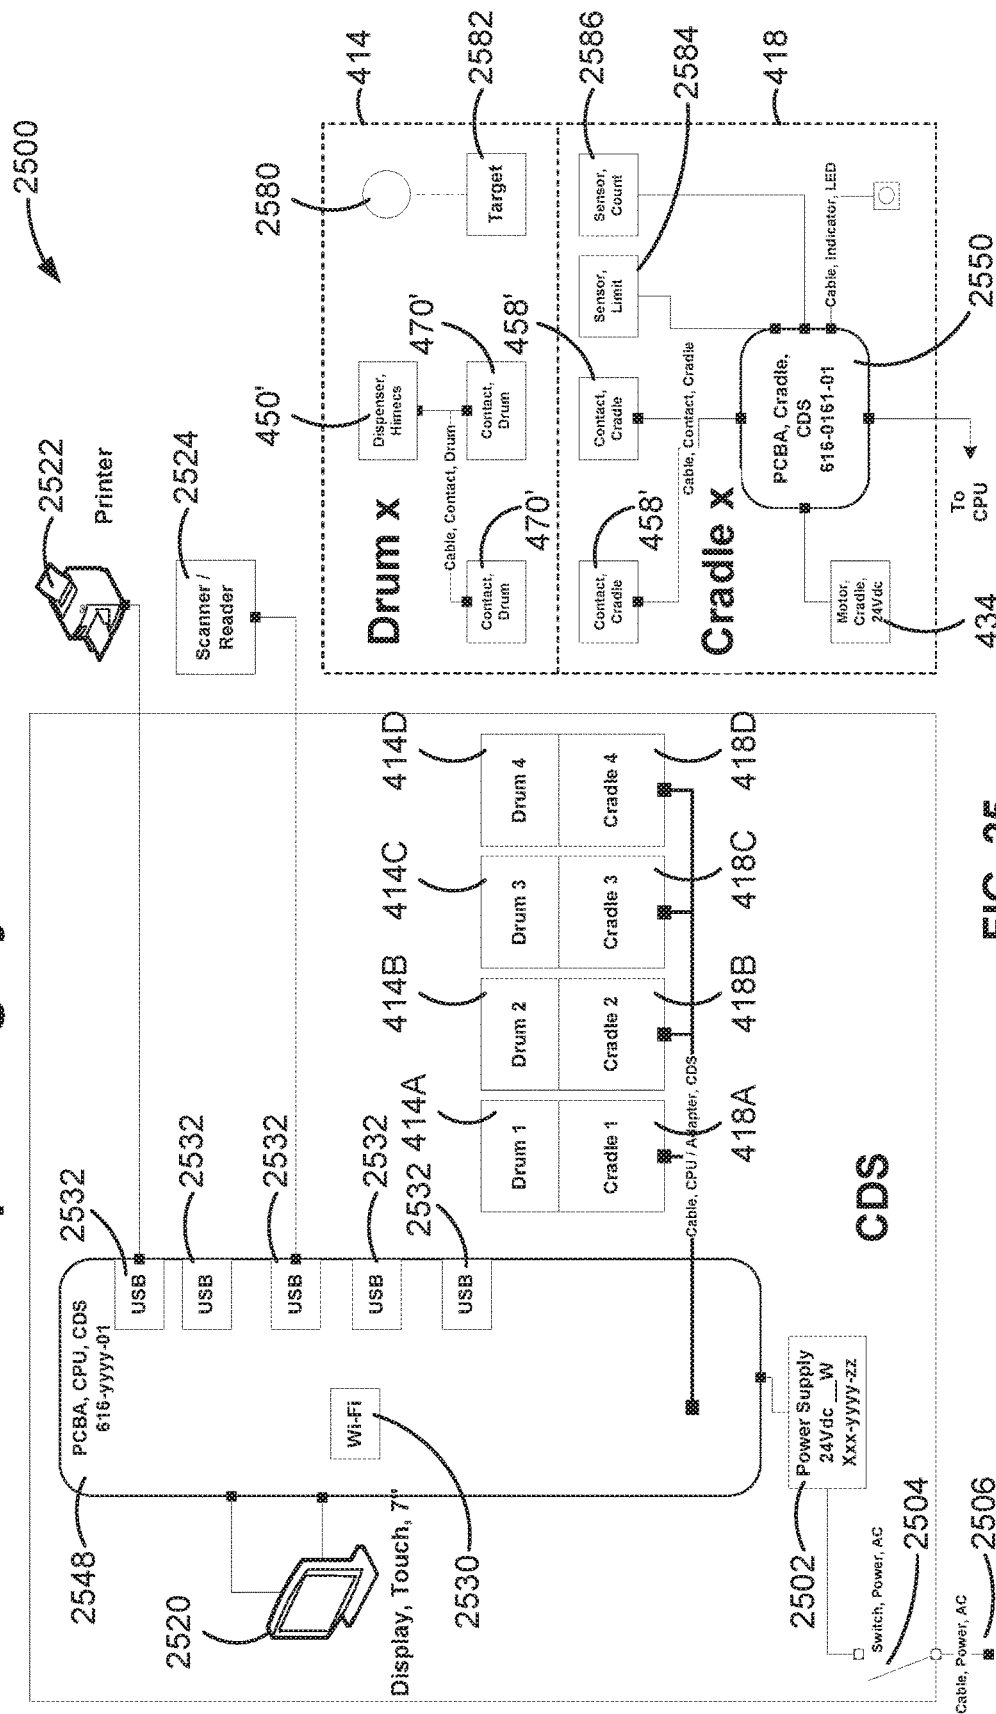 2500
2522
Printer
2524
Scanner /
Reader
2548
PCBA, CPU, CDS
616-yyyy-01
2532
USB
2532
USB
2532
USB
2532
USB
2532
USB
2520
Display, Touch, 7"
Wi-Fi
2530
414A
Drum 1
Cradle 1
418A
414B
Drum 2
Cradle 2
418B
414C
Drum 3
Cradle 3
418C
414D
Drum 4
Cradle 4
418D
Cable, CPU / Adapter, CDS
CDS
2502
Power Supply
24Vdc __W
Xxx-yyyy-zz
Switch, Power, AC
2504
Cable, Power, AC
2506
414
Drum x
450'
Dispenser,
Himecs
2580
Target
2582
Contact,
Drum
470'
Contact,
Drum
470'
Cable, Contact, Drum
418
Cradle x
Contact,
Cradle
458'
Contact,
Cradle
458'
Cable, Contact, Cradle
Sensor,
Limit
2584
Sensor,
Count
2586
PCBA, Cradle,
CDS
616-0161-01
2550
Cable, Indicator, LED
Motor,
Cradle,
24Vdc
434
To
CPU
FIG. 25